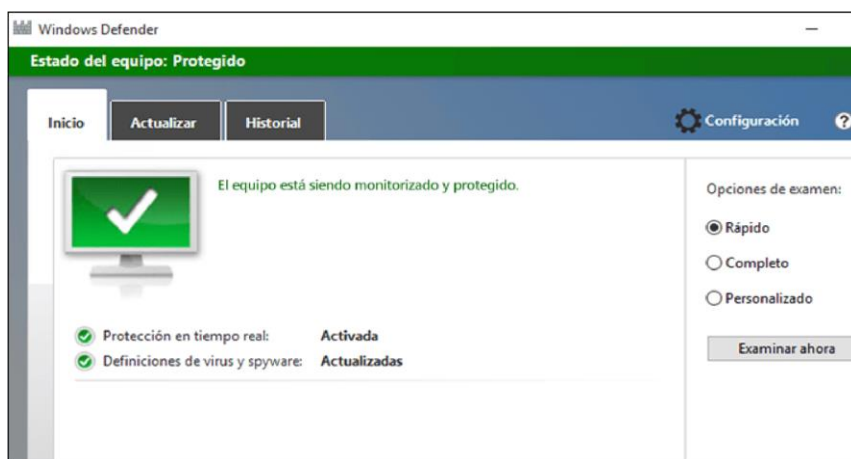 Windows Defender
Estado del equipo: Protegido
Inicio
Actualizar
Historial
Configuración
?
El equipo está siendo monitorizado y protegido.
Opciones de examen:
Rápido
Completo
Personalizado
Examinar ahora
Protección en tiempo real: Activada
Definiciones de virus y spyware: Actualizadas